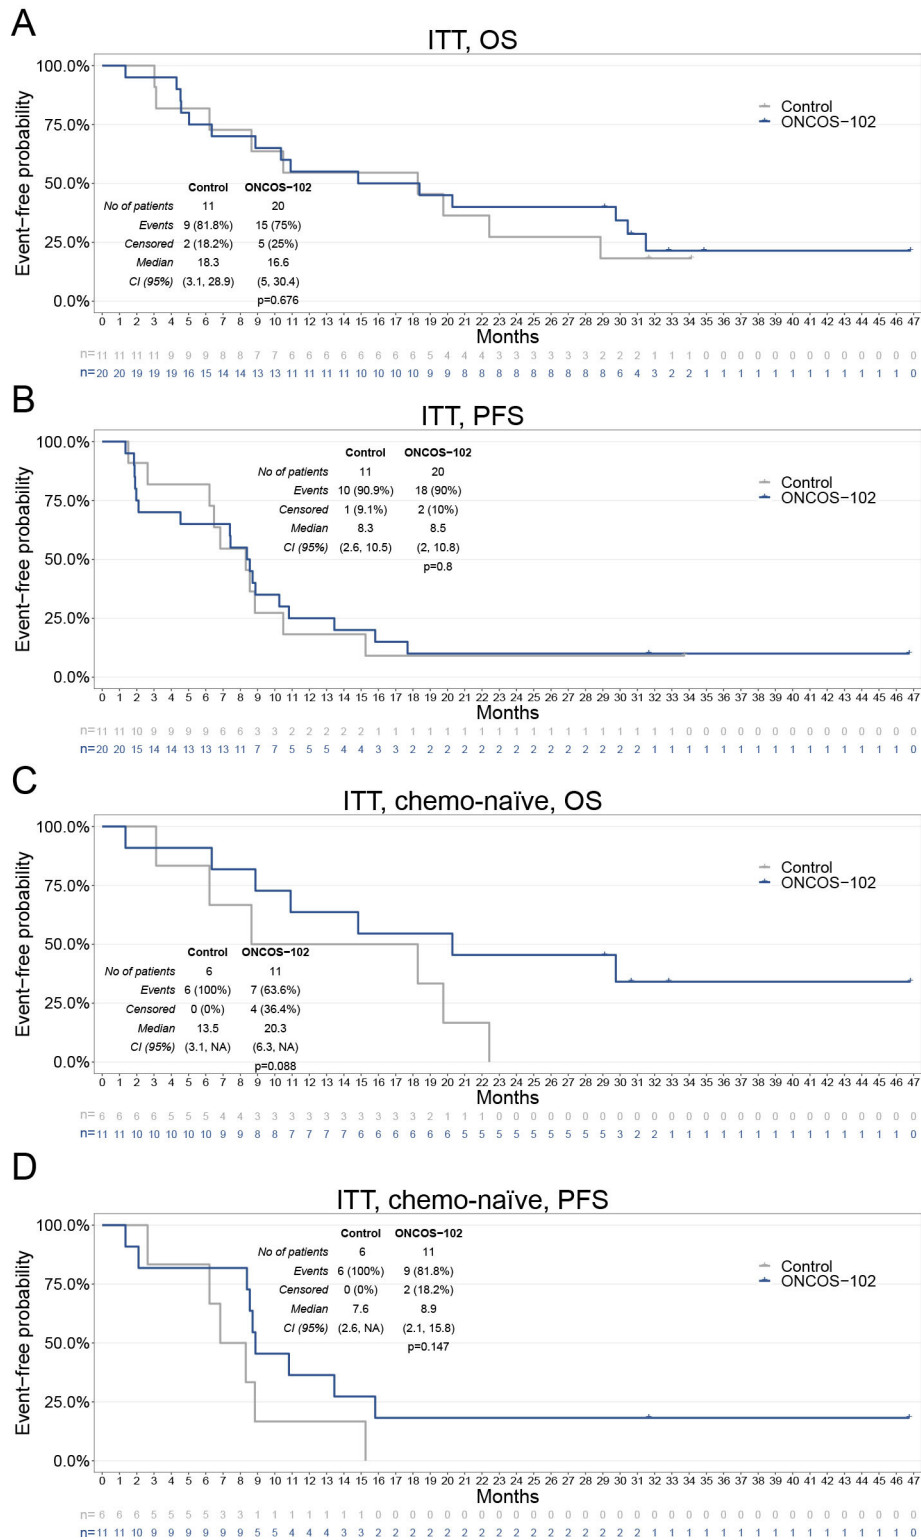 A
ITT, OS
100.0%
75.0%
50.0%
25.0%
0.0%
Event-free probability
Control
ONCOS-102
Control ONCOS-102
No of patients 11 20
Events 9 (81.8%) 15 (75%)
Censored 2 (18.2%) 5 (25%)
Median 18.3 16.6
CI (95%) (3.1, 28.9) (5, 30.4)
p=0.676
0 1 2 3 4 5 6 7 8 9 10 11 12 13 14 15 16 17 18 19 20 21 22 23 24 25 26 27 28 29 30 31 32 33 34 35 36 37 38 39 40 41 42 43 44 45 46 47
Months
n= 11 11 11 11 9 9 9 8 8 7 7 6 6 6 6 6 6 6 6 5 4 4 4 3 3 3 3 3 3 2 2 2 1 1 1 0 0 0 0 0 0 0 0 0 0 0 0 0
n= 20 20 19 19 19 16 15 14 14 13 13 11 11 11 11 10 10 10 10 9 9 8 8 8 8 8 8 8 8 8 6 4 3 2 2 1 1 1 1 1 1 1 1 1 1 1 1 0
B
ITT, PFS
100.0%
75.0%
50.0%
25.0%
0.0%
Event-free probability
Control ONCOS-102
No of patients 11 20
Events 10 (90.9%) 18 (90%)
Censored 1 (9.1%) 2 (10%)
Median 8.3 8.5
CI (95%) (2.6, 10.5) (2, 10.8)
p=0.8
Control
ONCOS-102
0 1 2 3 4 5 6 7 8 9 10 11 12 13 14 15 16 17 18 19 20 21 22 23 24 25 26 27 28 29 30 31 32 33 34 35 36 37 38 39 40 41 42 43 44 45 46 47
Months
n= 11 11 10 9 9 9 9 6 6 3 3 2 2 2 2 2 1 1 1 1 1 1 1 1 1 1 1 1 1 1 1 1 1 1 0 0 0 0 0 0 0 0 0 0 0 0 0 0
n= 20 20 15 14 14 13 13 13 11 7 7 5 5 5 4 4 3 3 2 2 2 2 2 2 2 2 2 2 2 2 2 2 1 1 1 1 1 1 1 1 1 1 1 1 1 1 1 0
C
ITT, chemo-naïve, OS
100.0%
75.0%
50.0%
25.0%
0.0%
Event-free probability
Control
ONCOS-102
Control ONCOS-102
No of patients 6 11
Events 6 (100%) 7 (63.6%)
Censored 0 (0%) 4 (36.4%)
Median 13.5 20.3
CI (95%) (3.1, NA) (6.3, NA)
p=0.088
0 1 2 3 4 5 6 7 8 9 10 11 12 13 14 15 16 17 18 19 20 21 22 23 24 25 26 27 28 29 30 31 32 33 34 35 36 37 38 39 40 41 42 43 44 45 46 47
Months
n= 6 6 6 6 5 5 5 4 4 3 3 3 3 3 3 3 3 3 3 2 1 1 1 0 0 0 0 0 0 0 0 0 0 0 0 0 0 0 0 0 0 0 0 0 0 0 0 0
n= 11 11 10 10 10 10 10 9 9 8 8 7 7 7 7 6 6 6 6 6 6 5 5 5 5 5 5 5 5 5 3 2 2 1 1 1 1 1 1 1 1 1 1 1 1 1 1 0
D
ITT, chemo-naïve, PFS
100.0%
75.0%
50.0%
25.0%
0.0%
Event-free probability
Control ONCOS-102
No of patients 6 11
Events 6 (100%) 9 (81.8%)
Censored 0 (0%) 2 (18.2%)
Median 7.6 8.9
CI (95%) (2.6, NA) (2.1, 15.8)
p=0.147
Control
ONCOS-102
0 1 2 3 4 5 6 7 8 9 10 11 12 13 14 15 16 17 18 19 20 21 22 23 24 25 26 27 28 29 30 31 32 33 34 35 36 37 38 39 40 41 42 43 44 45 46 47
Months
n= 6 6 6 5 5 5 5 3 3 1 1 1 1 1 1 1 0 0 0 0 0 0 0 0 0 0 0 0 0 0 0 0 0 0 0 0 0 0 0 0 0 0 0 0 0 0 0 0
n= 11 11 10 9 9 9 9 9 9 5 5 4 4 4 3 3 2 2 2 2 2 2 2 2 2 2 2 2 2 2 2 2 1 1 1 1 1 1 1 1 1 1 1 1 1 1 1 0